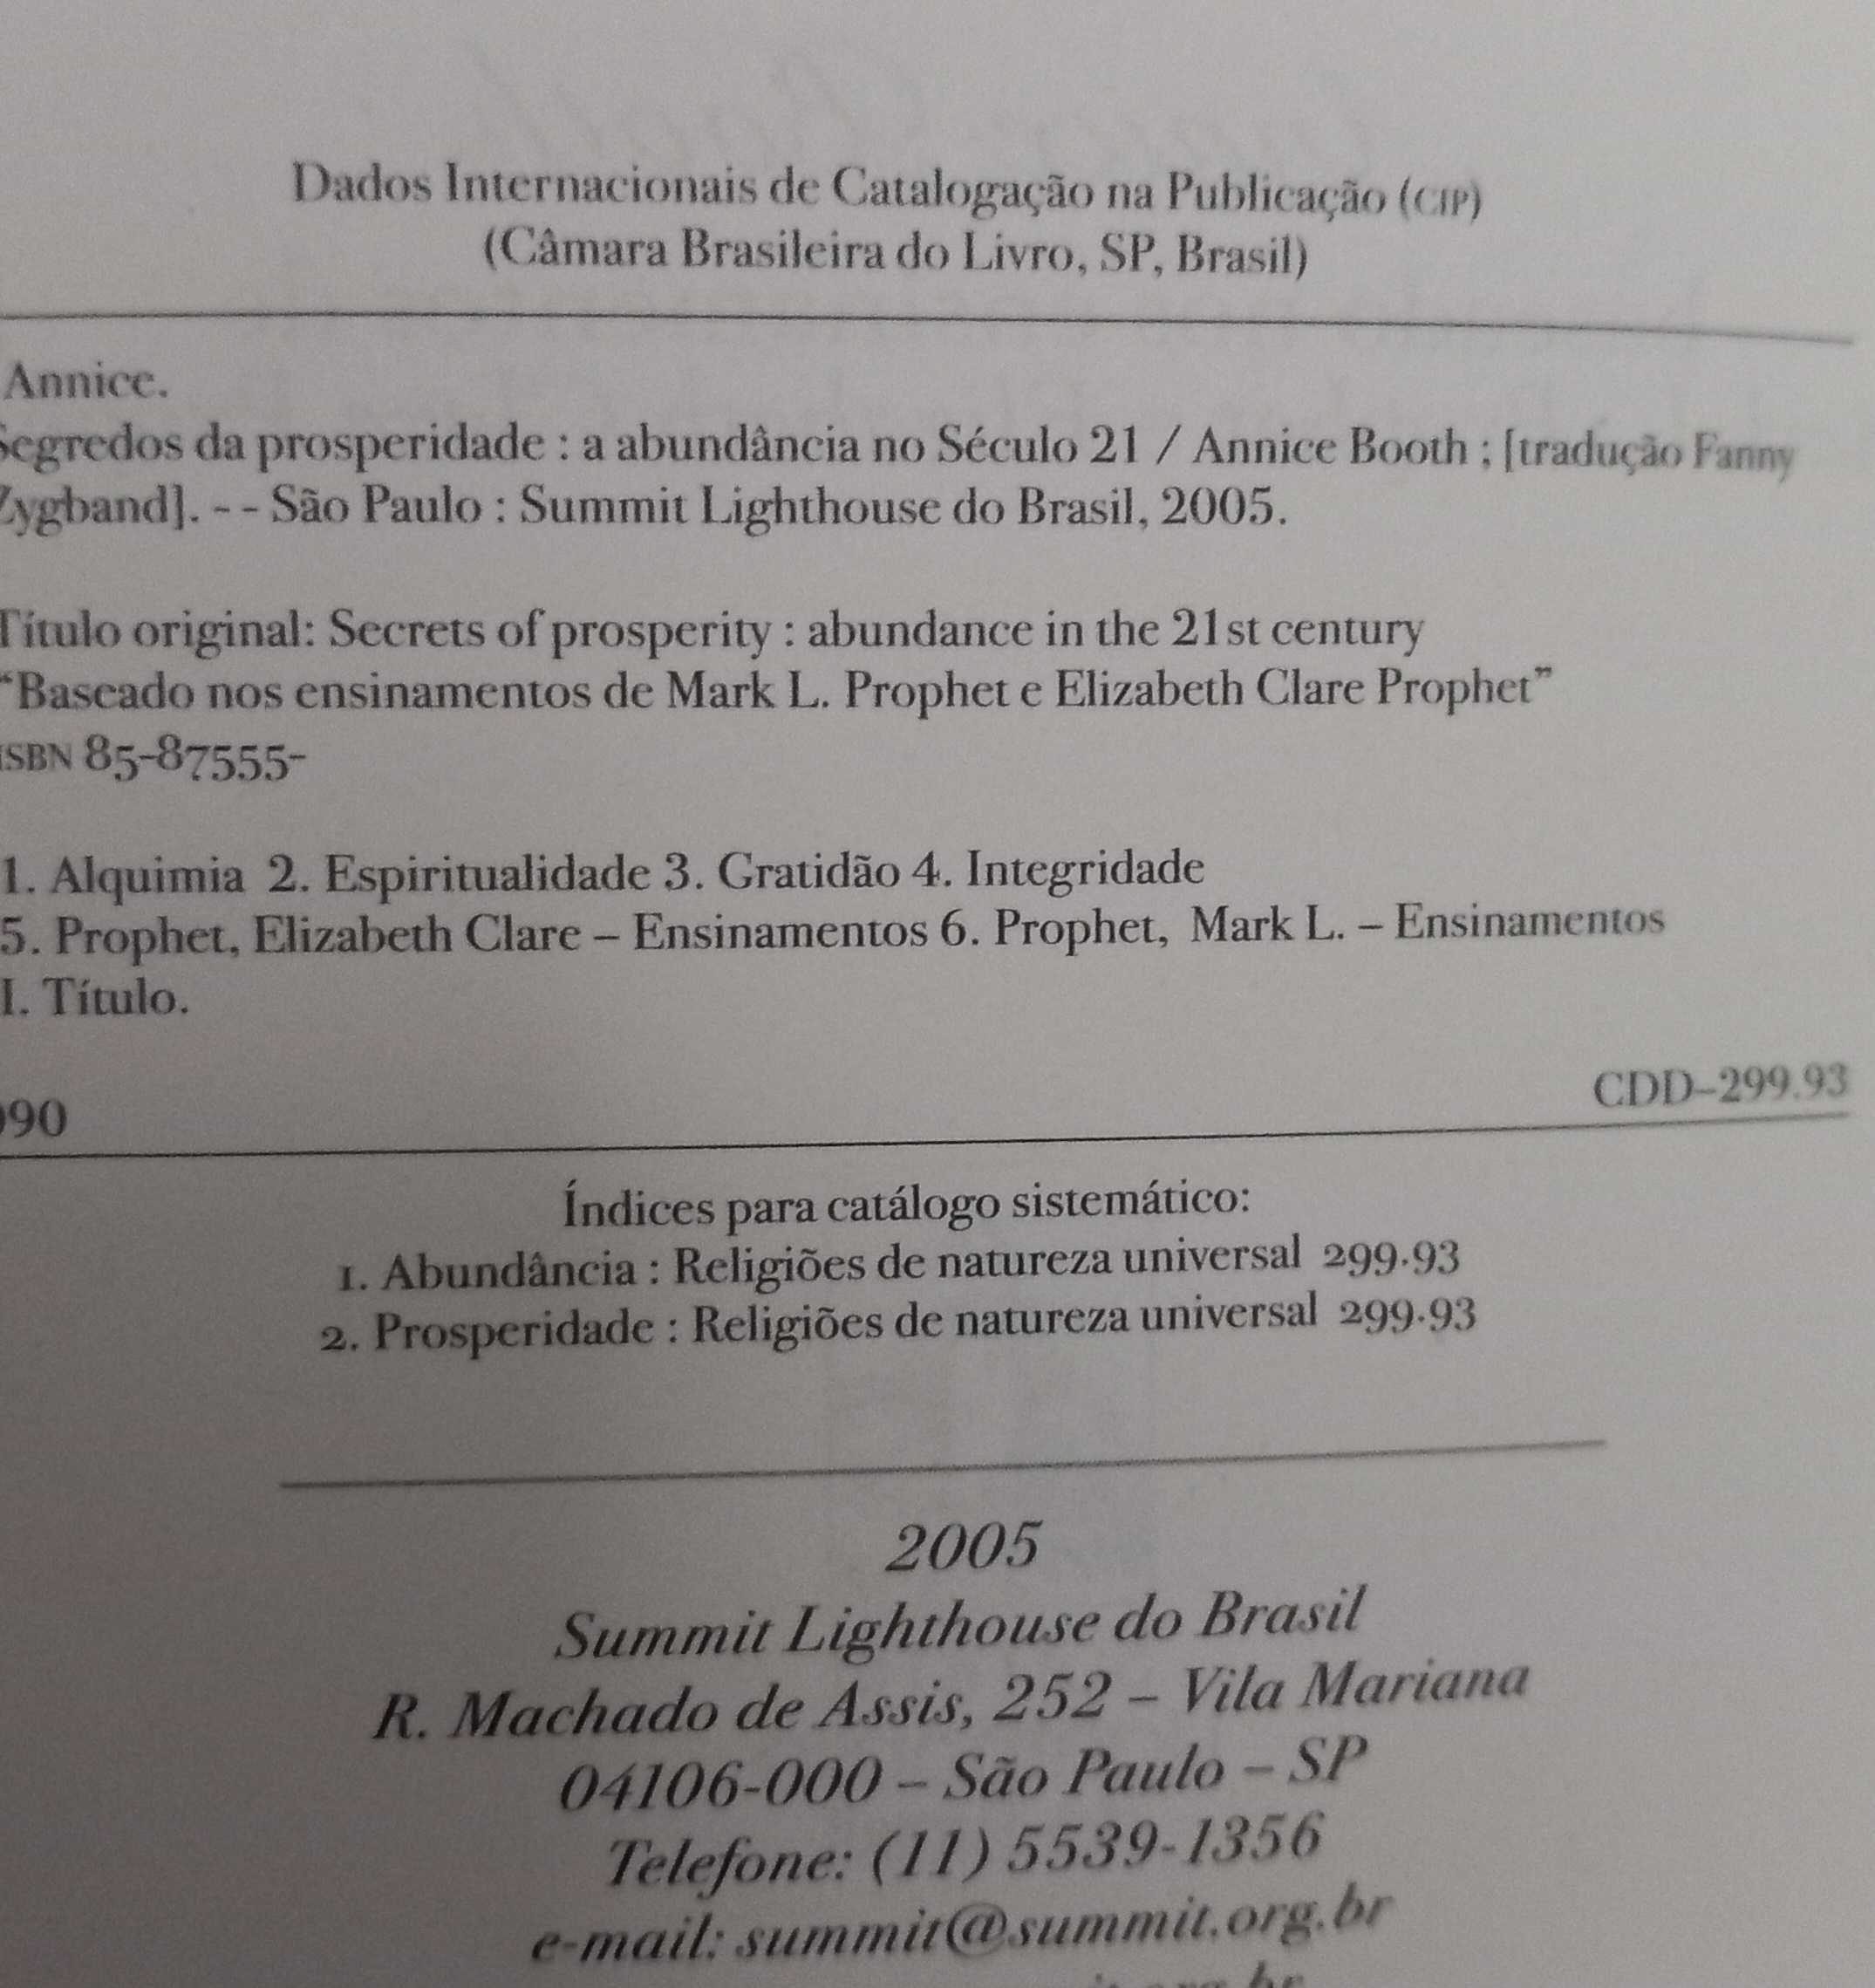 Dados Internacionais de Catalogação na Publicação (CIP)
(Câmara Brasileira do Livro, SP, Brasil)
Annice.
Segredos da prosperidade : a abundância no Século 21 / Annice Booth ; [tradução Fanny
Zygband]. - - São Paulo : Summit Lighthouse do Brasil, 2005.
Título original: Secrets of prosperity : abundance in the 21st century
“Baseado nos ensinamentos de Mark L. Prophet e Elizabeth Clare Prophet”
ISBN 85-87555-
1. Alquimia 2. Espiritualidade 3. Gratidão 4. Integridade
5. Prophet, Elizabeth Clare – Ensinamentos 6. Prophet, Mark L. – Ensinamentos
I. Título.
90 CDD–299.93
Índices para catálogo sistemático:
1. Abundância : Religiões de natureza universal 299.93
2. Prosperidade : Religiões de natureza universal 299.93
2005
Summit Lighthouse do Brasil
R. Machado de Assis, 252 – Vila Mariana
04106-000 – São Paulo – SP
Telefone: (11) 5539-1356
e-mail: summit@summit.org.br